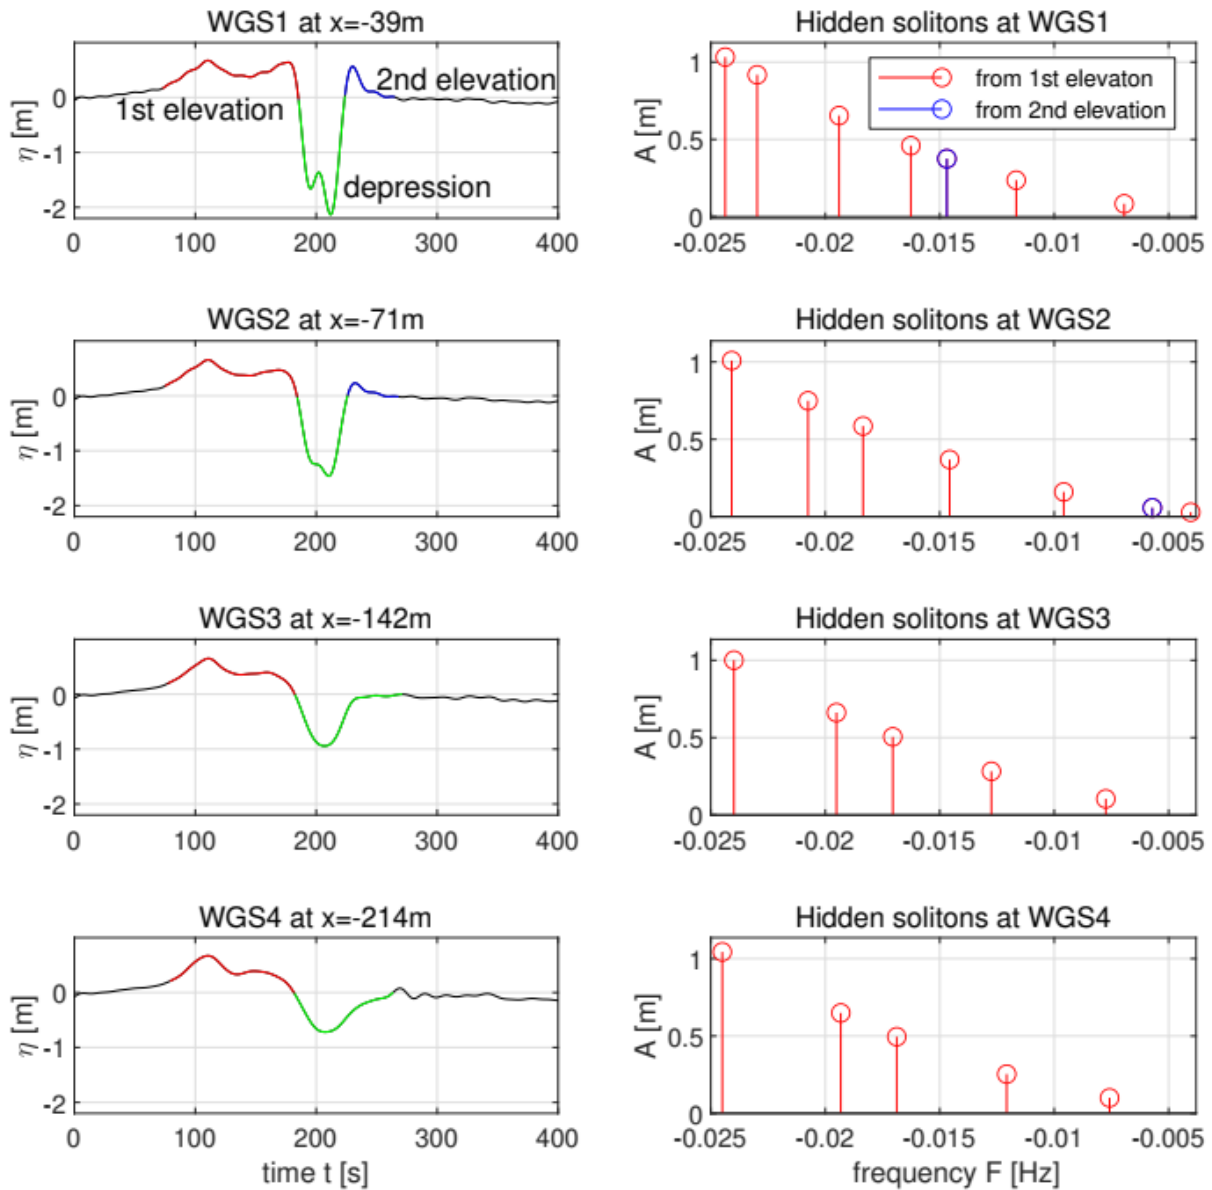 WGS1 at x=-39m
Hidden solitons at WGS1
η [m]
0
-1
-2
1st elevation
2nd elevation
depression
0
100
200
300
400
A [m]
1
0.5
0
from 1st elevaton
from 2nd elevation
-0.025
-0.02
-0.015
-0.01
-0.005
WGS2 at x=-71m
Hidden solitons at WGS2
η [m]
0
-1
-2
0
100
200
300
400
A [m]
1
0.5
0
-0.025
-0.02
-0.015
-0.01
-0.005
WGS3 at x=-142m
Hidden solitons at WGS3
η [m]
0
-1
-2
0
100
200
300
400
A [m]
1
0.5
0
-0.025
-0.02
-0.015
-0.01
-0.005
WGS4 at x=-214m
Hidden solitons at WGS4
η [m]
0
-1
-2
0
100
200
300
400
time t [s]
A [m]
1
0.5
0
-0.025
-0.02
-0.015
-0.01
-0.005
frequency F [Hz]